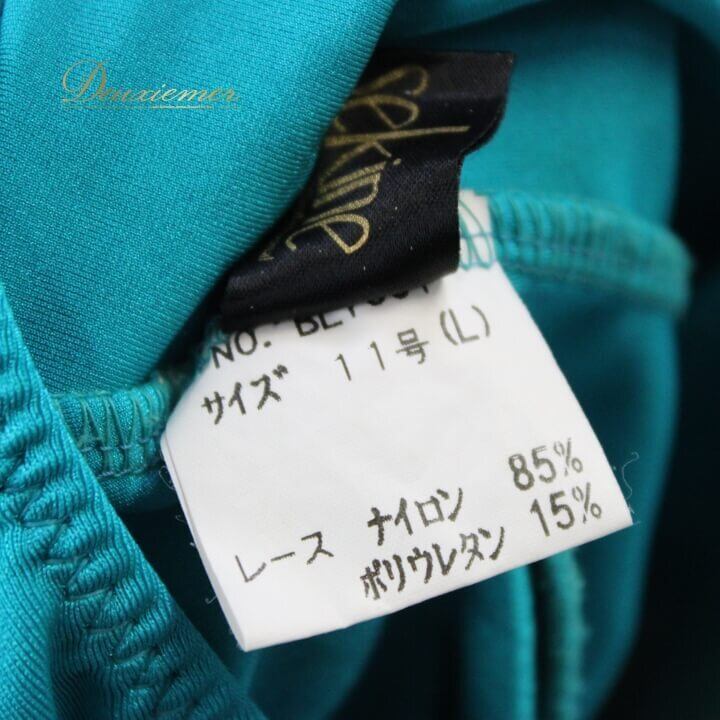 Deuxiemer
sekine
NO.
サイズ 11号(L)
レース ナイロン 85%
ポリウレタン 15%